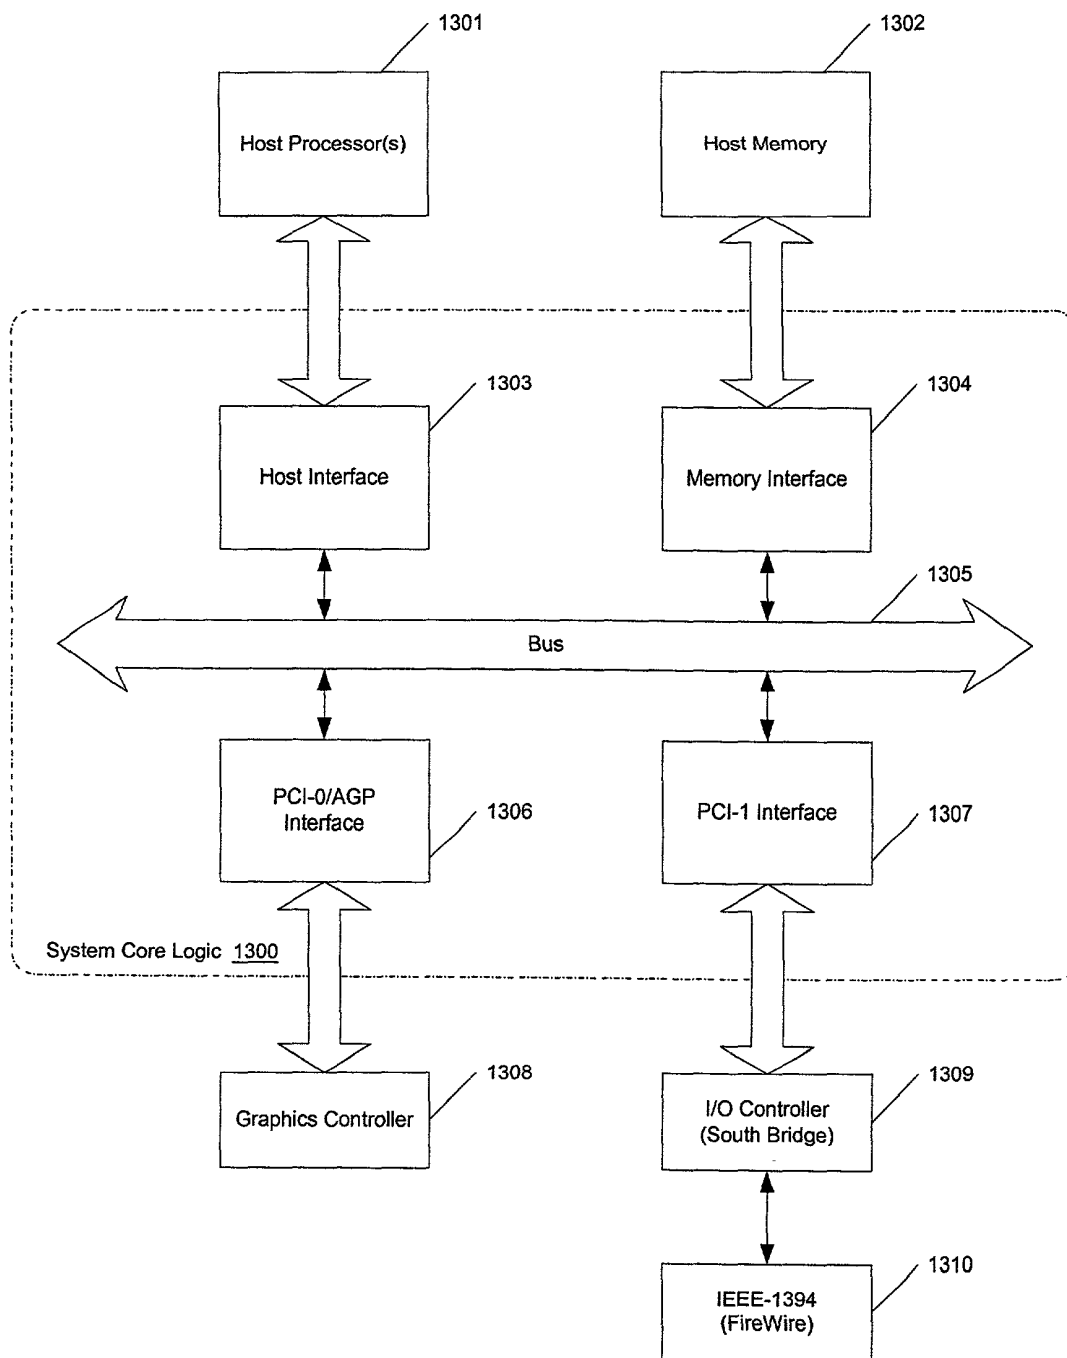 1301
1302
Host Processor(s)
Host Memory
1303
1304
Host Interface
Memory Interface
1305
Bus
PCI-0/AGP
Interface
1306
PCI-1 Interface
1307
System Core Logic 1300
1308
Graphics Controller
1309
I/O Controller
(South Bridge)
1310
IEEE-1394
(FireWire)